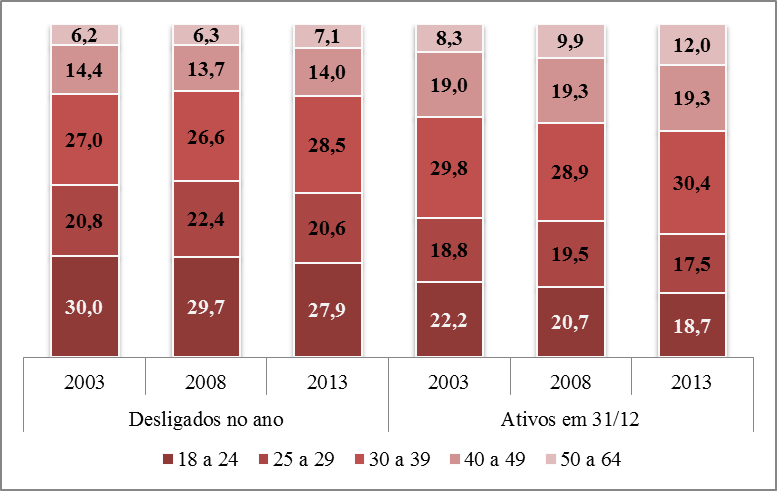 6,2 6,3 7,1 8,3 9,9 12,0
14,4 13,7 14,0 19,0 19,3 19,3
27,0 26,6 28,5 29,8 28,9 30,4
20,8 22,4 20,6 18,8 19,5 17,5
30,0 29,7 27,9 22,2 20,7 18,7
2003 2008 2013 2003 2008 2013
Desligados no ano Ativos em 31/12
18 a 24 25 a 29 30 a 39 40 a 49 50 a 64